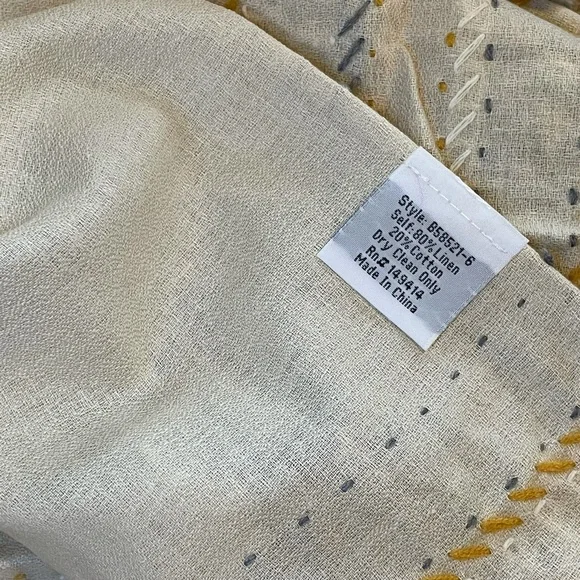 Style: B58521-6
Self: 80% Linen
20% Cotton
Dry Clean Only
Rn# 149414
Made In China